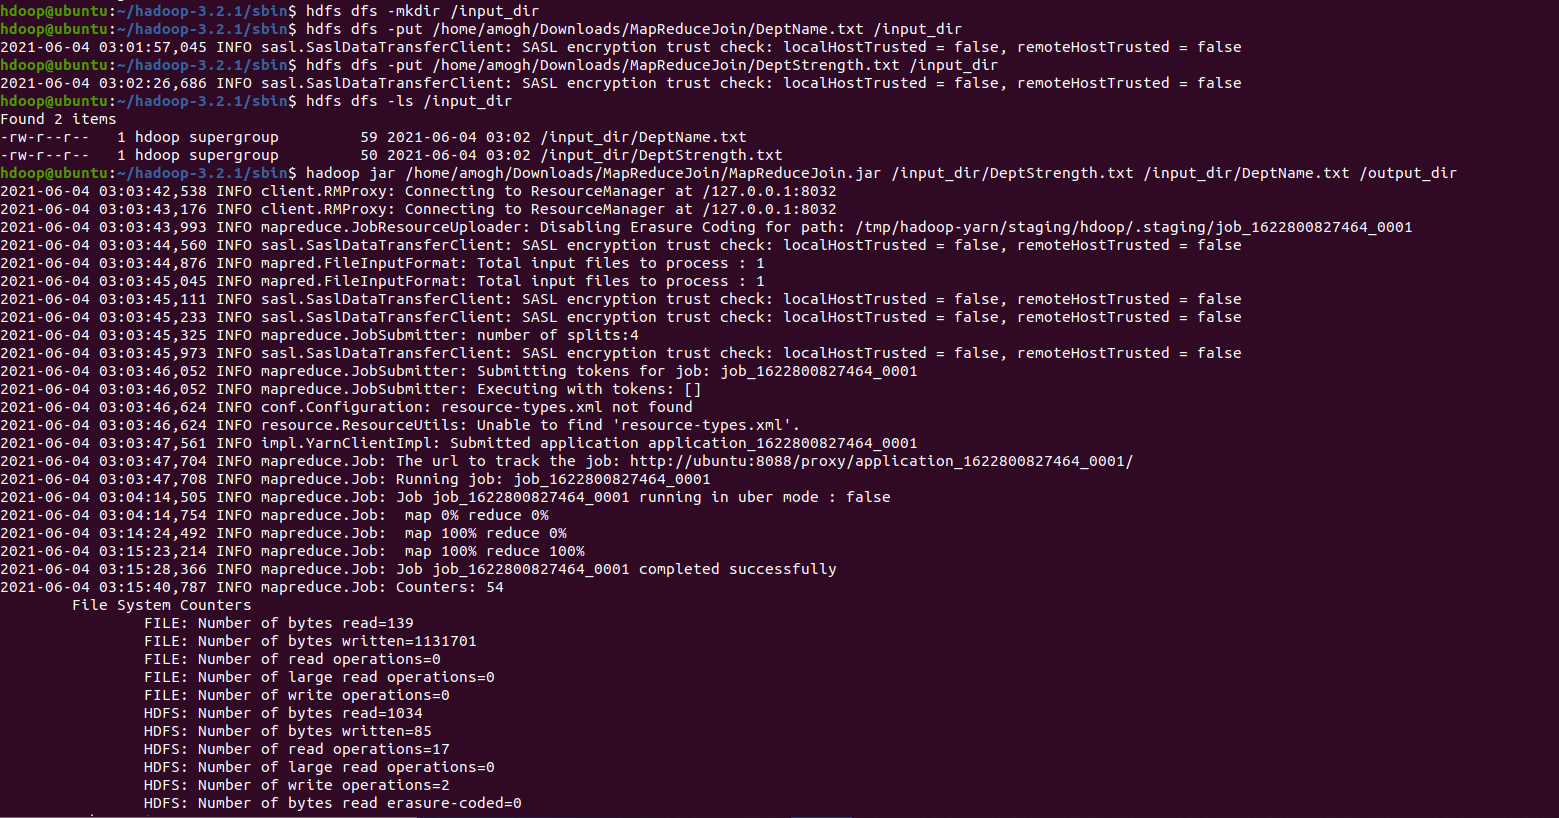 hdoop@ubuntu:~/hadoop-3.2.1/sbin$ hdfs dfs -mkdir /input_dir
hdoop@ubuntu:~/hadoop-3.2.1/sbin$ hdfs dfs -put /home/amogh/Downloads/MapReduceJoin/DeptName.txt /input_dir
2021-06-04 03:01:57,045 INFO sasl.SaslDataTransferClient: SASL encryption trust check: localHostTrusted = false, remoteHostTrusted = false
hdoop@ubuntu:~/hadoop-3.2.1/sbin$ hdfs dfs -put /home/amogh/Downloads/MapReduceJoin/DeptStrength.txt /input_dir
2021-06-04 03:02:26,686 INFO sasl.SaslDataTransferClient: SASL encryption trust check: localHostTrusted = false, remoteHostTrusted = false
hdoop@ubuntu:~/hadoop-3.2.1/sbin$ hdfs dfs -ls /input_dir
Found 2 items
-rw-r--r--   1 hdoop supergroup         59 2021-06-04 03:02 /input_dir/DeptName.txt
-rw-r--r--   1 hdoop supergroup         50 2021-06-04 03:02 /input_dir/DeptStrength.txt
hdoop@ubuntu:~/hadoop-3.2.1/sbin$ hadoop jar /home/amogh/Downloads/MapReduceJoin/MapReduceJoin.jar /input_dir/DeptStrength.txt /input_dir/DeptName.txt /output_dir
2021-06-04 03:03:42,538 INFO client.RMProxy: Connecting to ResourceManager at /127.0.0.1:8032
2021-06-04 03:03:43,176 INFO client.RMProxy: Connecting to ResourceManager at /127.0.0.1:8032
2021-06-04 03:03:43,993 INFO mapreduce.JobResourceUploader: Disabling Erasure Coding for path: /tmp/hadoop-yarn/staging/hdoop/.staging/job_1622800827464_0001
2021-06-04 03:03:44,560 INFO sasl.SaslDataTransferClient: SASL encryption trust check: localHostTrusted = false, remoteHostTrusted = false
2021-06-04 03:03:44,876 INFO mapred.FileInputFormat: Total input files to process : 1
2021-06-04 03:03:45,045 INFO mapred.FileInputFormat: Total input files to process : 1
2021-06-04 03:03:45,111 INFO sasl.SaslDataTransferClient: SASL encryption trust check: localHostTrusted = false, remoteHostTrusted = false
2021-06-04 03:03:45,233 INFO sasl.SaslDataTransferClient: SASL encryption trust check: localHostTrusted = false, remoteHostTrusted = false
2021-06-04 03:03:45,325 INFO mapreduce.JobSubmitter: number of splits:4
2021-06-04 03:03:45,973 INFO sasl.SaslDataTransferClient: SASL encryption trust check: localHostTrusted = false, remoteHostTrusted = false
2021-06-04 03:03:46,052 INFO mapreduce.JobSubmitter: Submitting tokens for job: job_1622800827464_0001
2021-06-04 03:03:46,052 INFO mapreduce.JobSubmitter: Executing with tokens: []
2021-06-04 03:03:46,624 INFO conf.Configuration: resource-types.xml not found
2021-06-04 03:03:46,624 INFO resource.ResourceUtils: Unable to find 'resource-types.xml'.
2021-06-04 03:03:47,561 INFO impl.YarnClientImpl: Submitted application application_1622800827464_0001
2021-06-04 03:03:47,704 INFO mapreduce.Job: The url to track the job: http://ubuntu:8088/proxy/application_1622800827464_0001/
2021-06-04 03:03:47,708 INFO mapreduce.Job: Running job: job_1622800827464_0001
2021-06-04 03:04:14,505 INFO mapreduce.Job: Job job_1622800827464_0001 running in uber mode : false
2021-06-04 03:04:14,754 INFO mapreduce.Job:  map 0% reduce 0%
2021-06-04 03:14:24,492 INFO mapreduce.Job:  map 100% reduce 0%
2021-06-04 03:15:23,214 INFO mapreduce.Job:  map 100% reduce 100%
2021-06-04 03:15:28,366 INFO mapreduce.Job: Job job_1622800827464_0001 completed successfully
2021-06-04 03:15:40,787 INFO mapreduce.Job: Counters: 54
File System Counters
FILE: Number of bytes read=139
FILE: Number of bytes written=1131701
FILE: Number of read operations=0
FILE: Number of large read operations=0
FILE: Number of write operations=0
HDFS: Number of bytes read=1034
HDFS: Number of bytes written=85
HDFS: Number of read operations=17
HDFS: Number of large read operations=0
HDFS: Number of write operations=2
HDFS: Number of bytes read erasure-coded=0